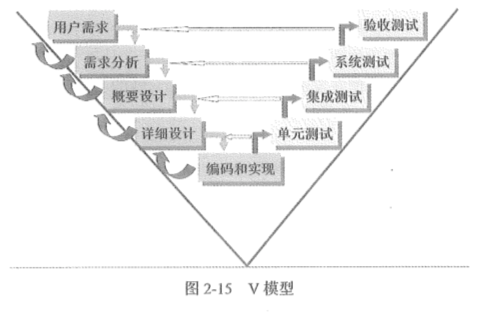 用户需求
验收测试
需求分析
系统测试
概要设计
集成测试
详细设计
单元测试
编码和实现
图 2-15 V 模型